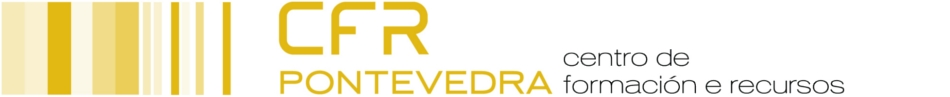 CFR
PONTEVEDRA
centro de
formación e recursos